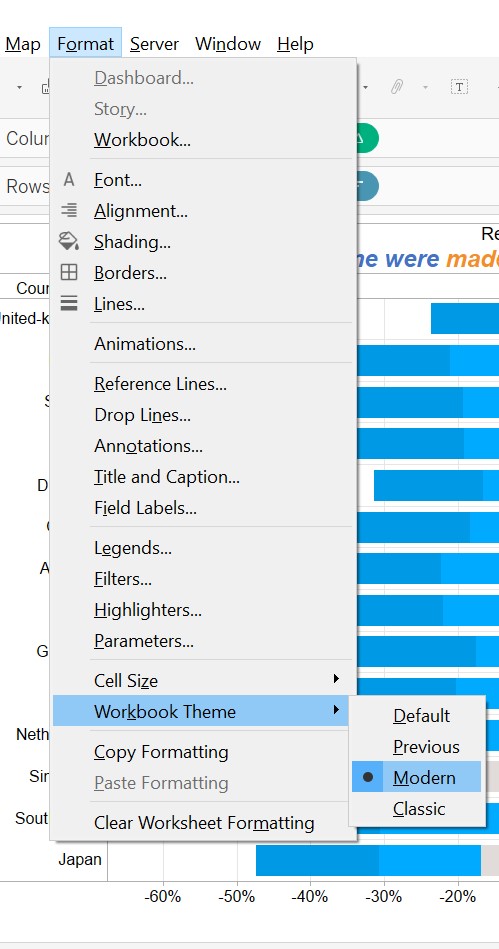 Map Format Server Window Help
Dashboard...
Story...
Workbook...
Font...
Alignment...
Shading...
Borders...
Lines...
Animations...
Reference Lines...
Drop Lines...
Annotations...
Title and Caption...
Field Labels...
Legends...
Filters...
Highlighters...
Parameters...
Cell Size
Workbook Theme
Copy Formatting
Paste Formatting
Clear Worksheet Formatting
Default
Previous
Modern
Classic
Colu
Rows
Re
ne were made
Cou
nited-k
S
D
A
G
Neth
Sin
Sout
Japan
-60% -50% -40% -30% -20%